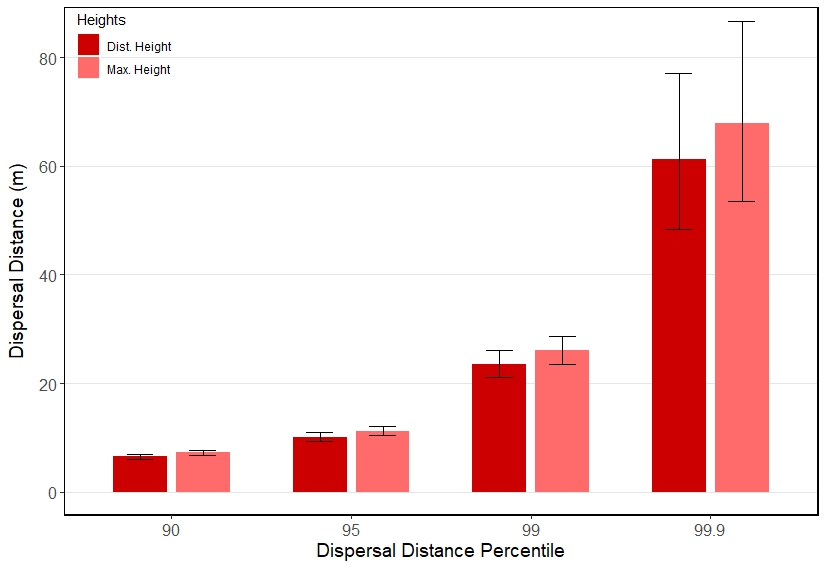 Heights
Dist. Height
Max. Height
Dispersal Distance (m)
80
60
40
20
0
90 95 99 99.9
Dispersal Distance Percentile